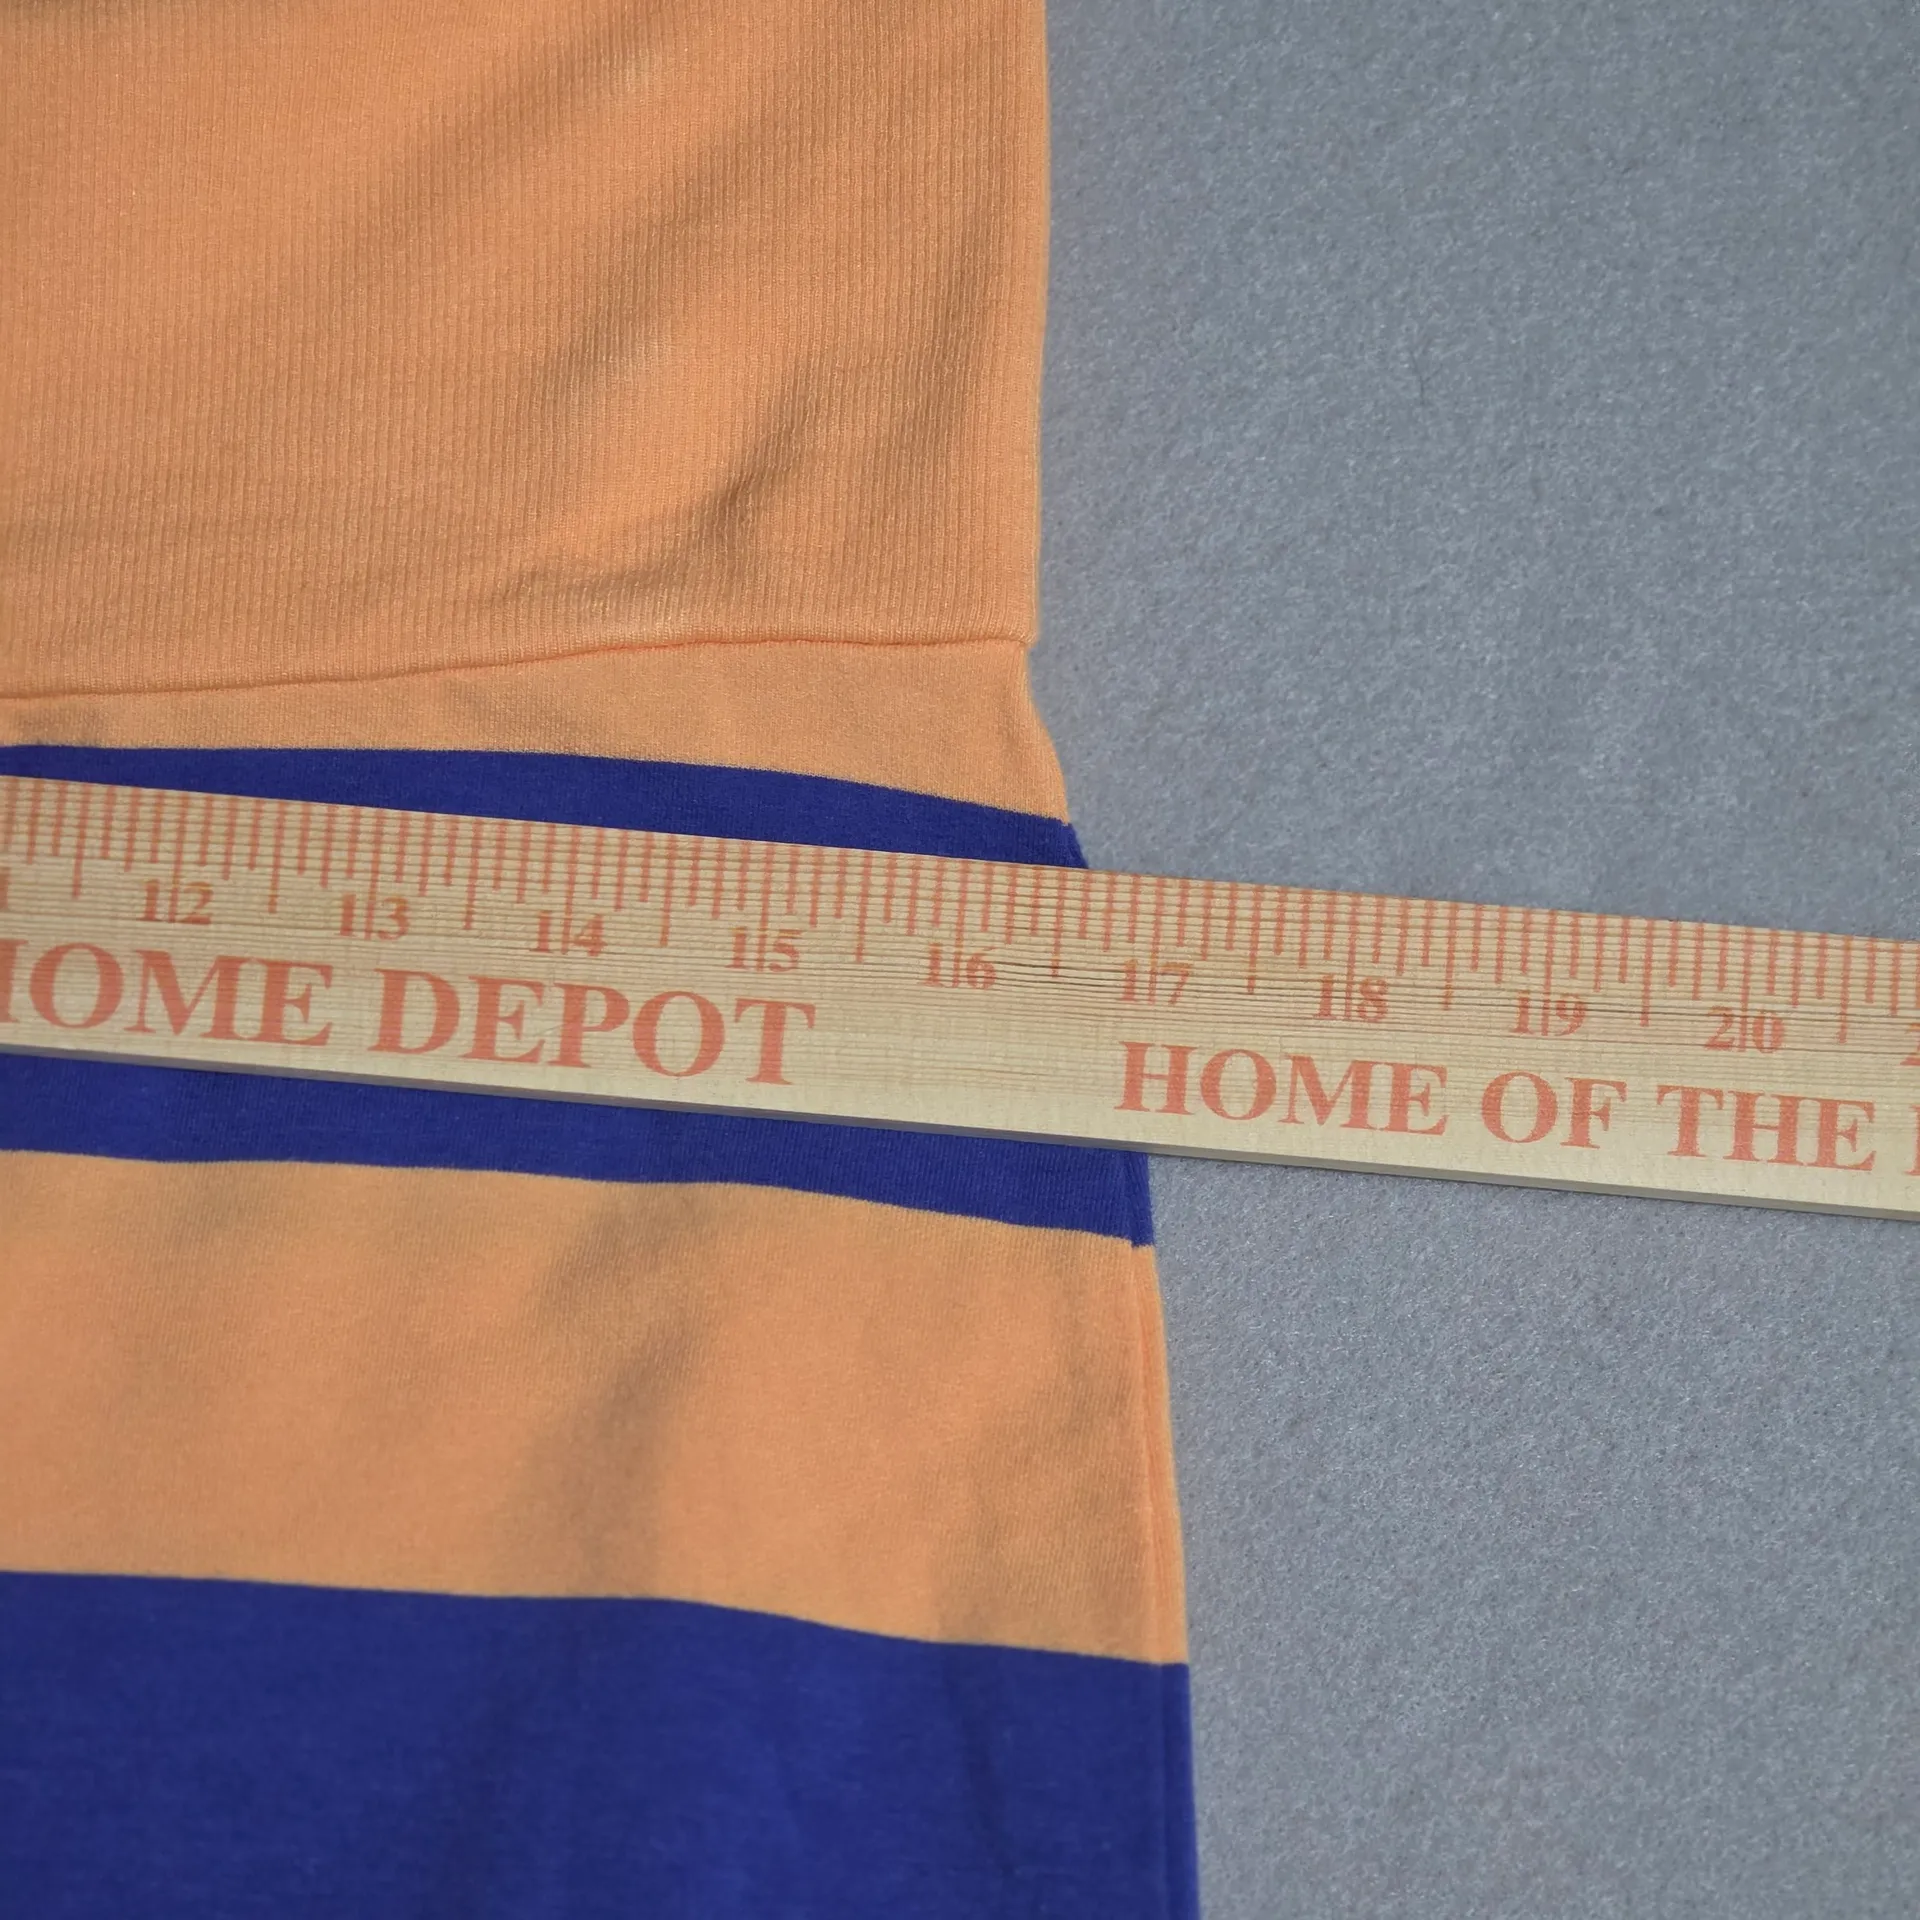 12 13 14 15 16 17 18 19 20
HOME DEPOT HOME OF THE